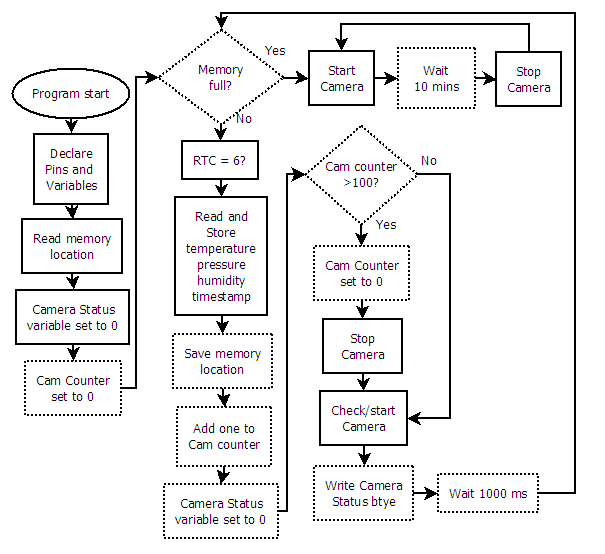 Program start
Declare
Pins and
Variables
Read memory
location
Camera Status
variable set to 0
Cam Counter
set to 0
Memory
full?
Yes
No
Start
Camera
Wait
10 mins
Stop
Camera
RTC = 6?
Read and
Store
temperature
pressure
humidity
timestamp
Save memory
location
Add one to
Cam counter
Camera Status
variable set to 0
Cam counter
>100?
No
Yes
Cam Counter
set to 0
Stop
Camera
Check/start
Camera
Write Camera
Status btye
Wait 1000 ms